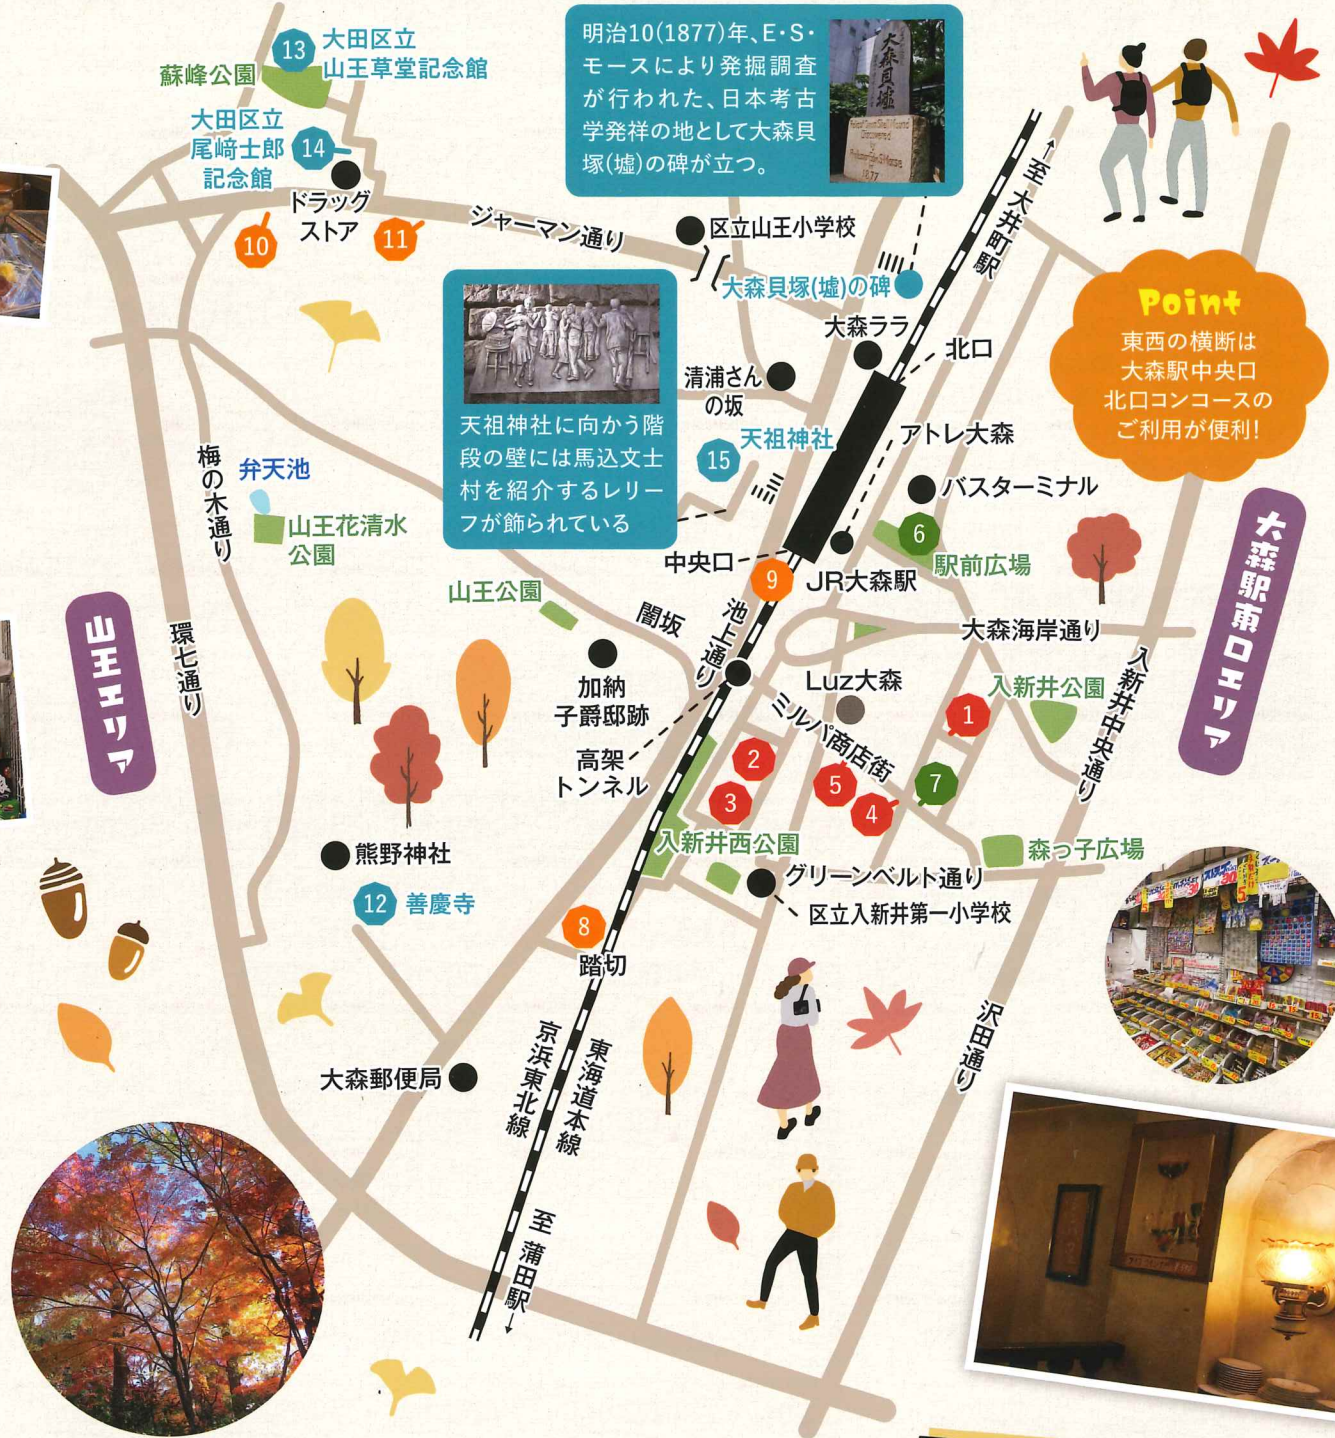 13
大田区立
山王草堂記念館
蘇峰公園
大田区立
尾﨑士郎
記念館
14
ドラッグ
ストア
10
11
ジャーマン通り
明治10(1877)年、E・S・
モースにより発掘調査
が行われた、日本考古
学発祥の地として大森貝
塚(墟)の碑が立つ。
大森貝墟
1877
区立山王小学校
大森貝塚(墟)の碑
↑至 大井町駅
大森ララ
北口
Point
東西の横断は
大森駅中央口
北口コンコースの
ご利用が便利!
清浦さん
の坂
天祖神社
15
天祖神社に向かう階
段の壁には馬込文士
村を紹介するレリー
フが飾られている
アトレ大森
バスターミナル
6
駅前広場
中央口
9
JR大森駅
梅の木通り
弁天池
山王花清水
公園
山王公園
闇坂
池上通り
大森海岸通り
大森駅東口エリア
山王エリア
環七通り
加納
子爵邸跡
高架
トンネル
Luz大森
ミルパ商店街
入新井公園
入新井中央通り
1
2
3
5
4
7
入新井西公園
森っ子広場
グリーンベルト通り
区立入新井第一小学校
熊野神社
12
善慶寺
8
踏切
大森郵便局
京浜東北線
東海道本線
沢田通り
至 蒲田駅↓